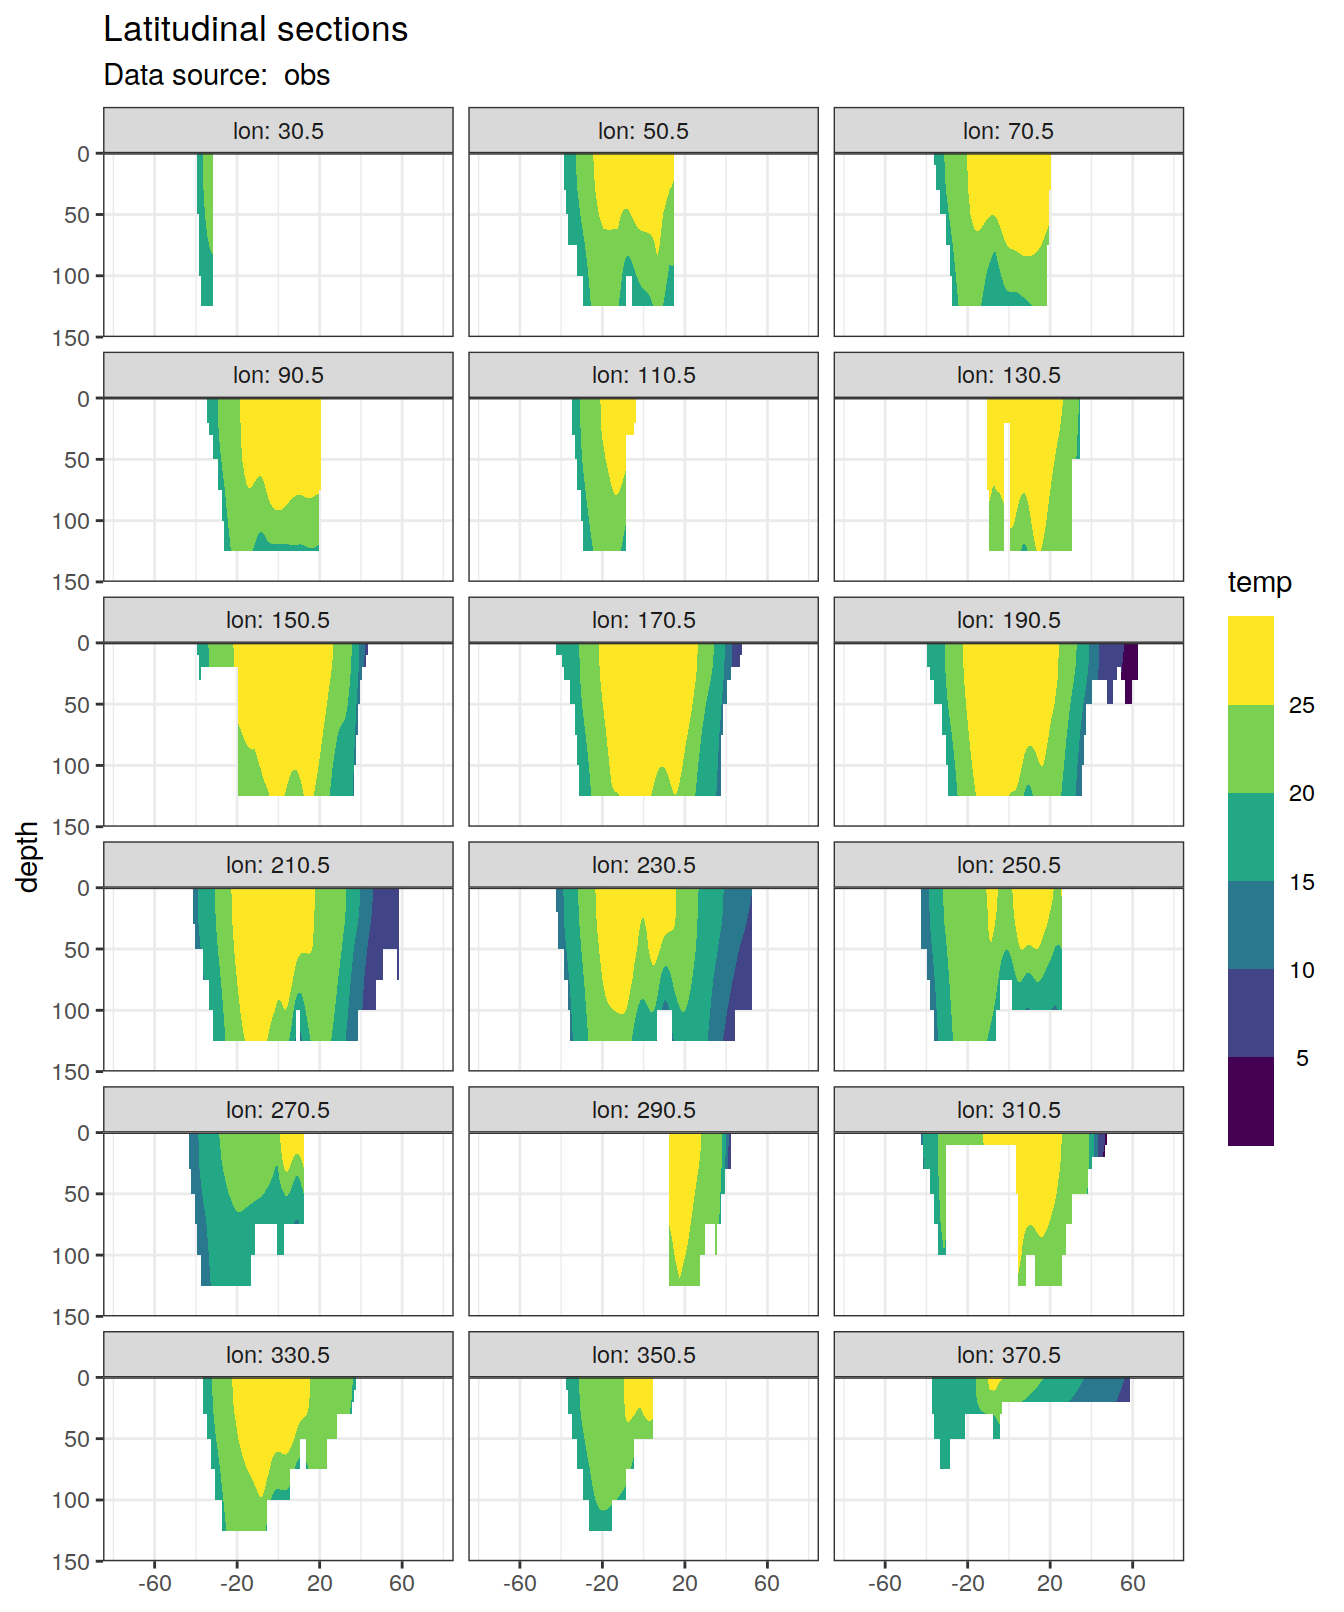 Latitudinal sections
Data source:  obs
lon: 30.5
lon: 50.5
lon: 70.5
0
50
100
150
lon: 90.5
lon: 110.5
lon: 130.5
0
50
100
150
lon: 150.5
lon: 170.5
lon: 190.5
0
50
100
150
lon: 210.5
lon: 230.5
lon: 250.5
0
50
100
150
lon: 270.5
lon: 290.5
lon: 310.5
0
50
100
150
lon: 330.5
lon: 350.5
lon: 370.5
0
50
100
150
-60 -20 20 60 -60 -20 20 60 -60 -20 20 60
depth
temp
25
20
15
10
5